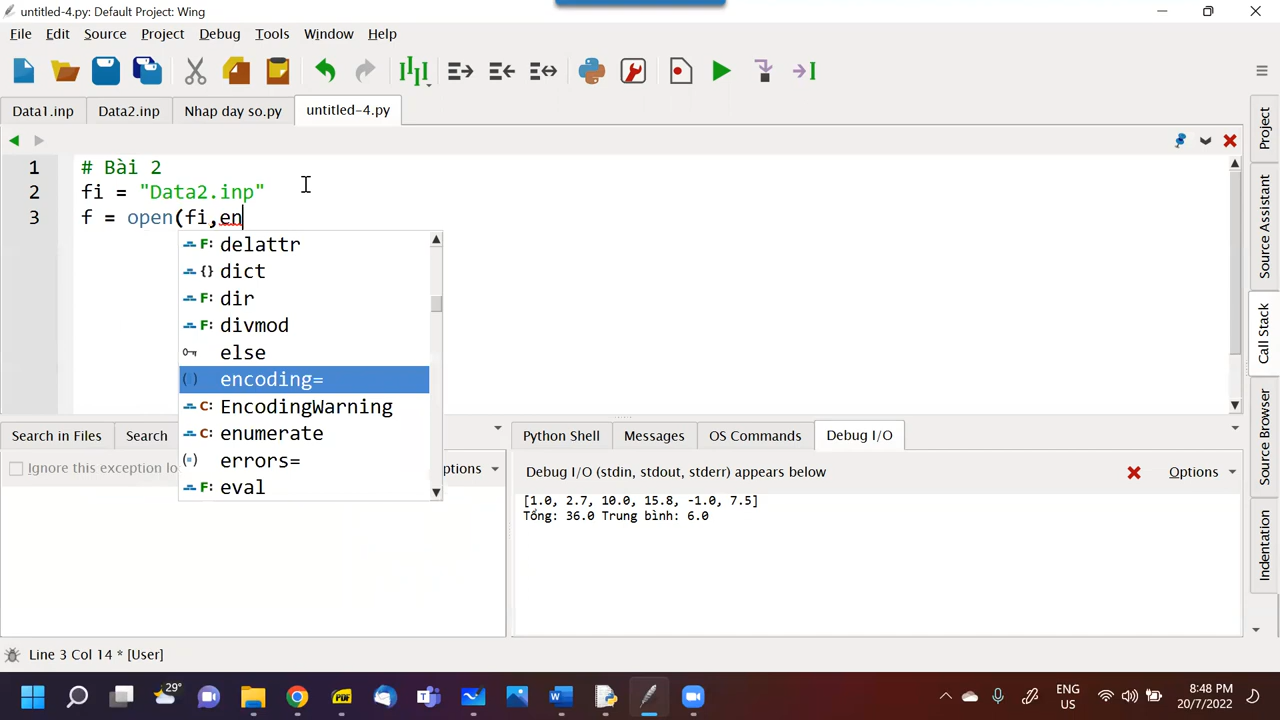 untitled-4.py: Default Project: Wing
File Edit Source Project Debug Tools Window Help
Data1.inp Data2.inp Nhap day so.py untitled-4.py
1 # Bài 2
2 fi = "Data2.inp"
3 f = open(fi,en
delattr
{} dict
dir
divmod
else
encoding=
EncodingWarning
enumerate
errors=
eval
Project
Source Assistant
Call Stack
Source Browser
Indentation
Search in Files Search
Ignore this exception lo ptions
Python Shell Messages OS Commands Debug I/O
Debug I/O (stdin, stdout, stderr) appears below Options
[1.0, 2.7, 10.0, 15.8, -1.0, 7.5]
Tổng: 36.0 Trung bình: 6.0
Line 3 Col 14 * [User]
29°
PDF
ENG
US
8:48 PM
20/7/2022